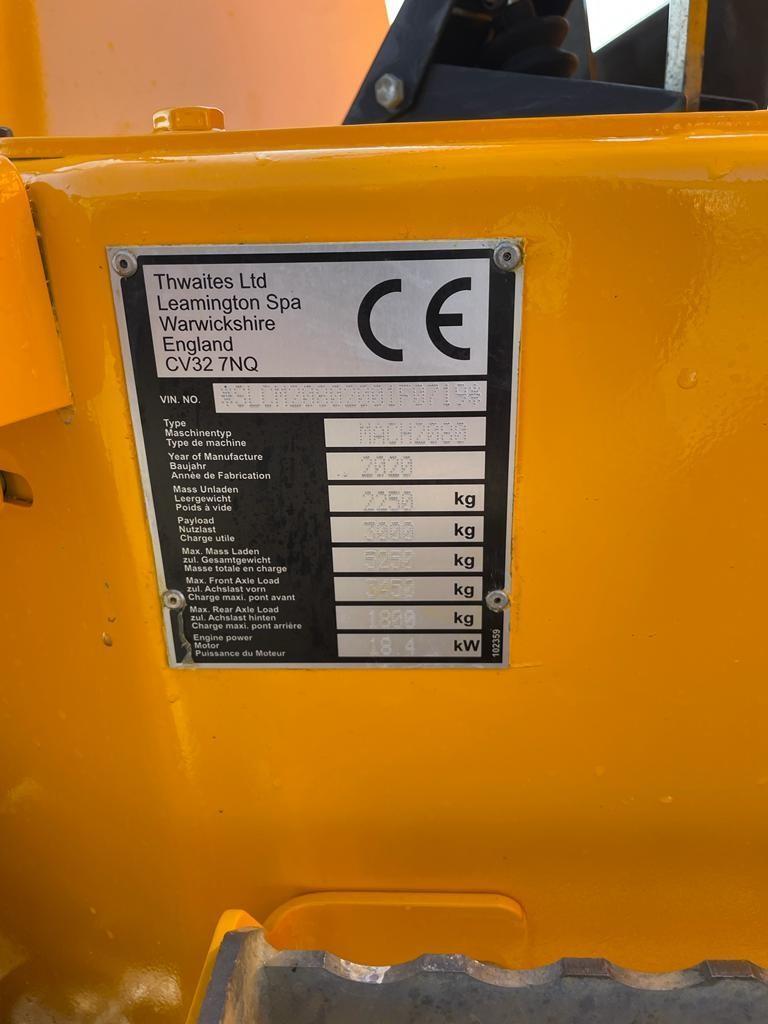 Thwaites Ltd
Leamington Spa
Warwickshire
England
CV32 7NQ
CE
VIN. NO.
Type
Maschinentyp
Type de machine
MACH2080
Year of Manufacture
Baujahr
Année de Fabrication
2020
Mass Unladen
Leergewicht
Poids à vide
2250 kg
Payload
Nutzlast
Charge utile
3000 kg
Max. Mass Laden
zul. Gesamtgewicht
Masse totale en charge
5250 kg
Max. Front Axle Load
zul. Achslast vorn
Charge maxi. pont avant
3450 kg
Max. Rear Axle Load
zul. Achslast hinten
Charge maxi. pont arrière
1800 kg
Engine power
Motor
Puissance du Moteur
18 4 kW
102359